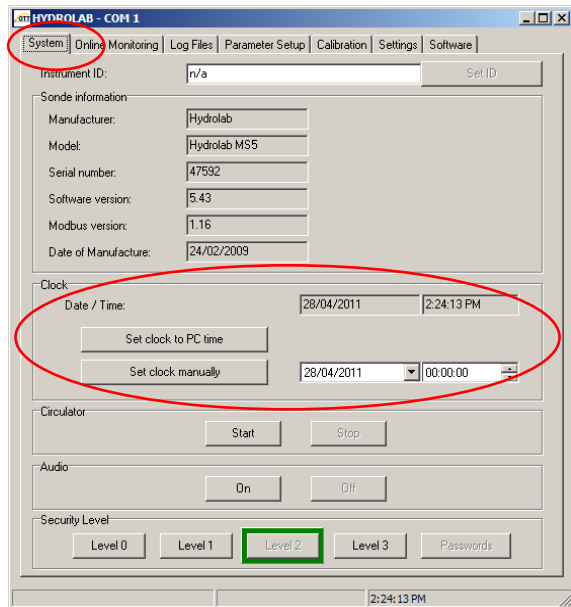 OTT HYDROLAB - COM 1
System Online Monitoring Log Files Parameter Setup Calibration Settings Software
Instrument ID: n/a Set ID
Sonde information
Manufacturer: Hydrolab
Model: Hydrolab MS5
Serial number: 47592
Software version: 5.43
Modbus version: 1.16
Date of Manufacture: 24/02/2009
Clock
Date / Time: 28/04/2011 2:24:13 PM
Set clock to PC time
Set clock manually 28/04/2011 00:00:00
Circulator
Start Stop
Audio
On Off
Security Level
Level 0 Level 1 Level 2 Level 3 Passwords
2:24:13 PM